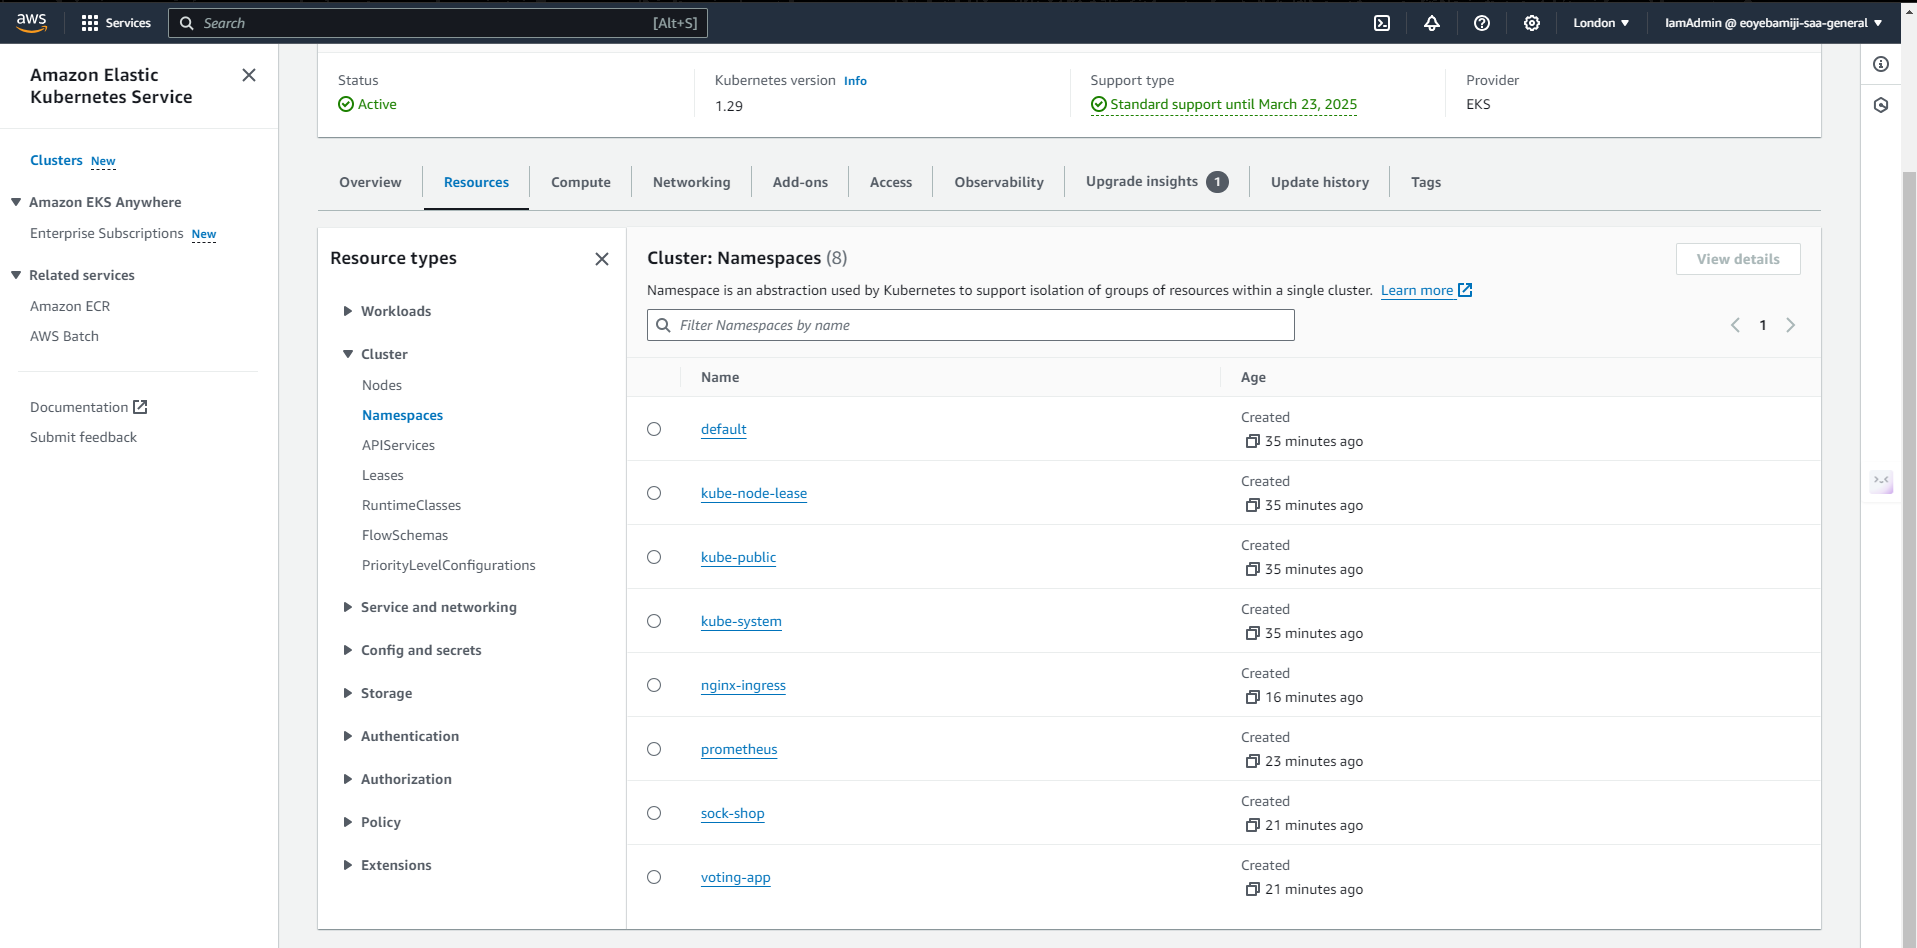 aws
Services
Search
[Alt+S]
London
IamAdmin @ eoyebamiji-saa-general
Amazon Elastic
Kubernetes Service
Clusters New
Amazon EKS Anywhere
Enterprise Subscriptions New
Related services
Amazon ECR
AWS Batch
Documentation
Submit feedback
Status
Active
Kubernetes version Info
1.29
Support type
Standard support until March 23, 2025
Provider
EKS
Overview
Resources
Compute
Networking
Add-ons
Access
Observability
Upgrade insights 1
Update history
Tags
Resource types
Workloads
Cluster
Nodes
Namespaces
APIServices
Leases
RuntimeClasses
FlowSchemas
PriorityLevelConfigurations
Service and networking
Config and secrets
Storage
Authentication
Authorization
Policy
Extensions
Cluster: Namespaces (8)
View details
Namespace is an abstraction used by Kubernetes to support isolation of groups of resources within a single cluster. Learn more
Filter Namespaces by name
1
Name
Age
default
Created
35 minutes ago
kube-node-lease
Created
35 minutes ago
kube-public
Created
35 minutes ago
kube-system
Created
35 minutes ago
nginx-ingress
Created
16 minutes ago
prometheus
Created
23 minutes ago
sock-shop
Created
21 minutes ago
voting-app
Created
21 minutes ago